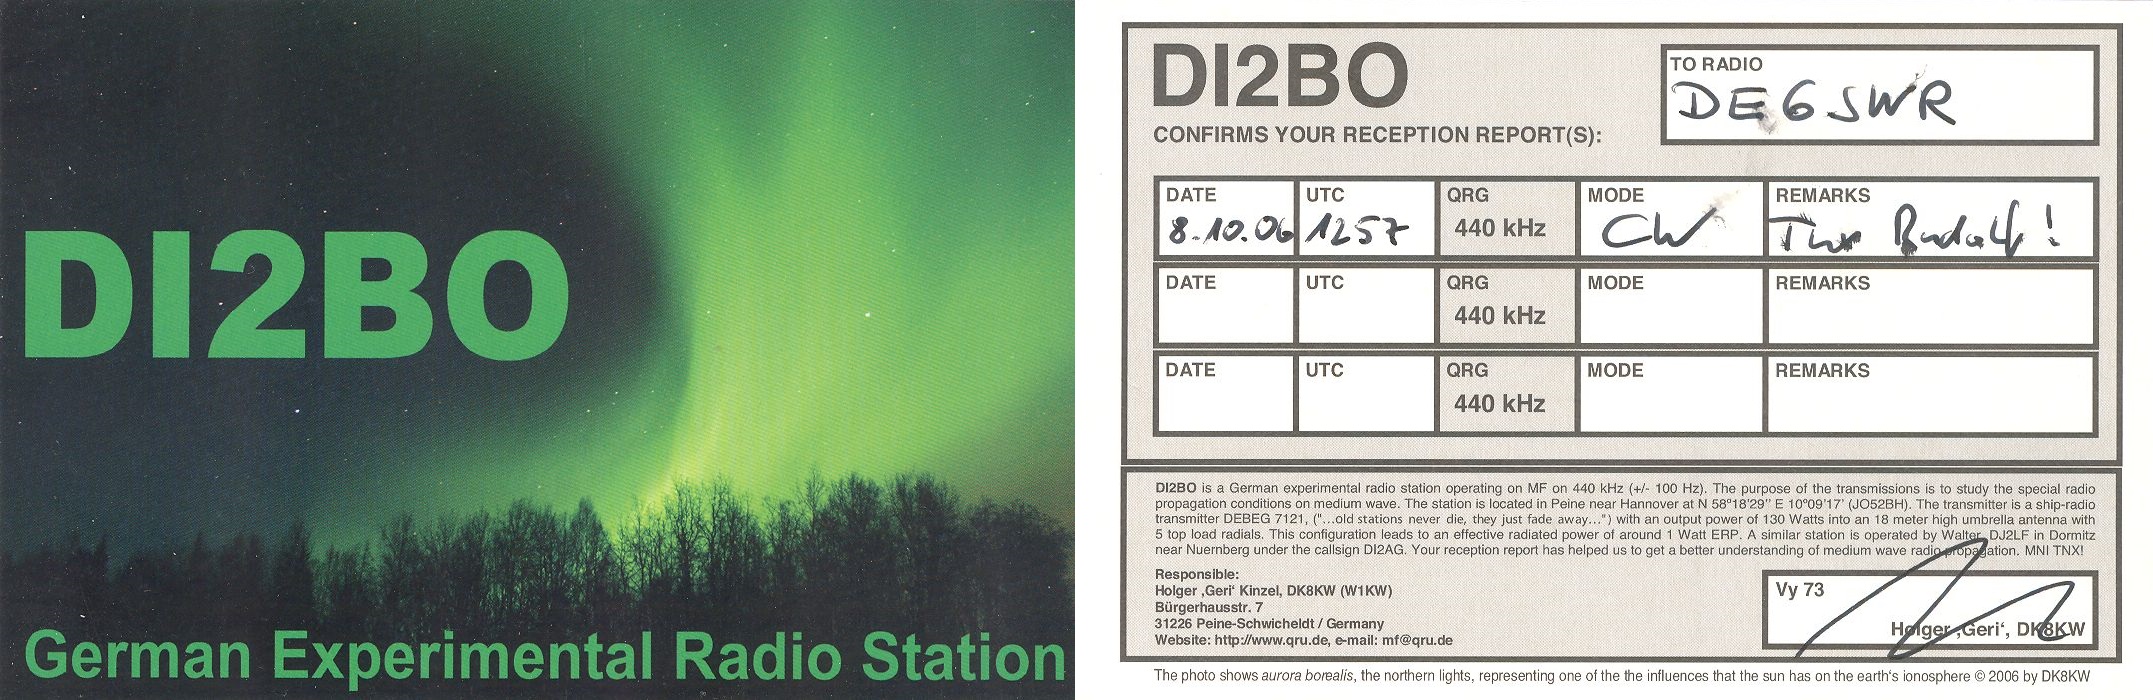 DI2BO
German Experimental Radio Station
DI2BO
CONFIRMS YOUR RECEPTION REPORT(S):
TO RADIO
DE6SWR
DATE UTC QRG MODE REMARKS
8.10.06 1257 440 kHz CW Tnx Rudolf!
DATE UTC QRG MODE REMARKS
440 kHz
DATE UTC QRG MODE REMARKS
440 kHz
DI2BO is a German experimental radio station operating on MF on 440 kHz (+/- 100 Hz). The purpose of the transmissions is to study the special radio
propagation conditions on medium wave. The station is located in Peine near Hannover at N 58°18'29'' E 10°09'17' (JO52BH). The transmitter is a ship-radio
transmitter DEBEG 7121, ("...old stations never die, they just fade away...") with an output power of 130 Watts into an 18 meter high umbrella antenna with
5 top load radials. This configuration leads to an effective radiated power of around 1 Watt ERP. A similar station is operated by Walter, DJ2LF in Dormitz
near Nuernberg under the callsign DI2AG. Your reception report has helped us to get a better understanding of medium wave radio propagation. MNI TNX!
Responsible:
Holger ‚Geri‘ Kinzel, DK8KW (W1KW)
Bürgerhausstr. 7
31226 Peine-Schwicheldt / Germany
Website: http://www.qru.de, e-mail: mf@qru.de
Vy 73
Holger ‚Geri‘, DK8KW
The photo shows aurora borealis, the northern lights, representing one of the the influences that the sun has on the earth's ionosphere © 2006 by DK8KW